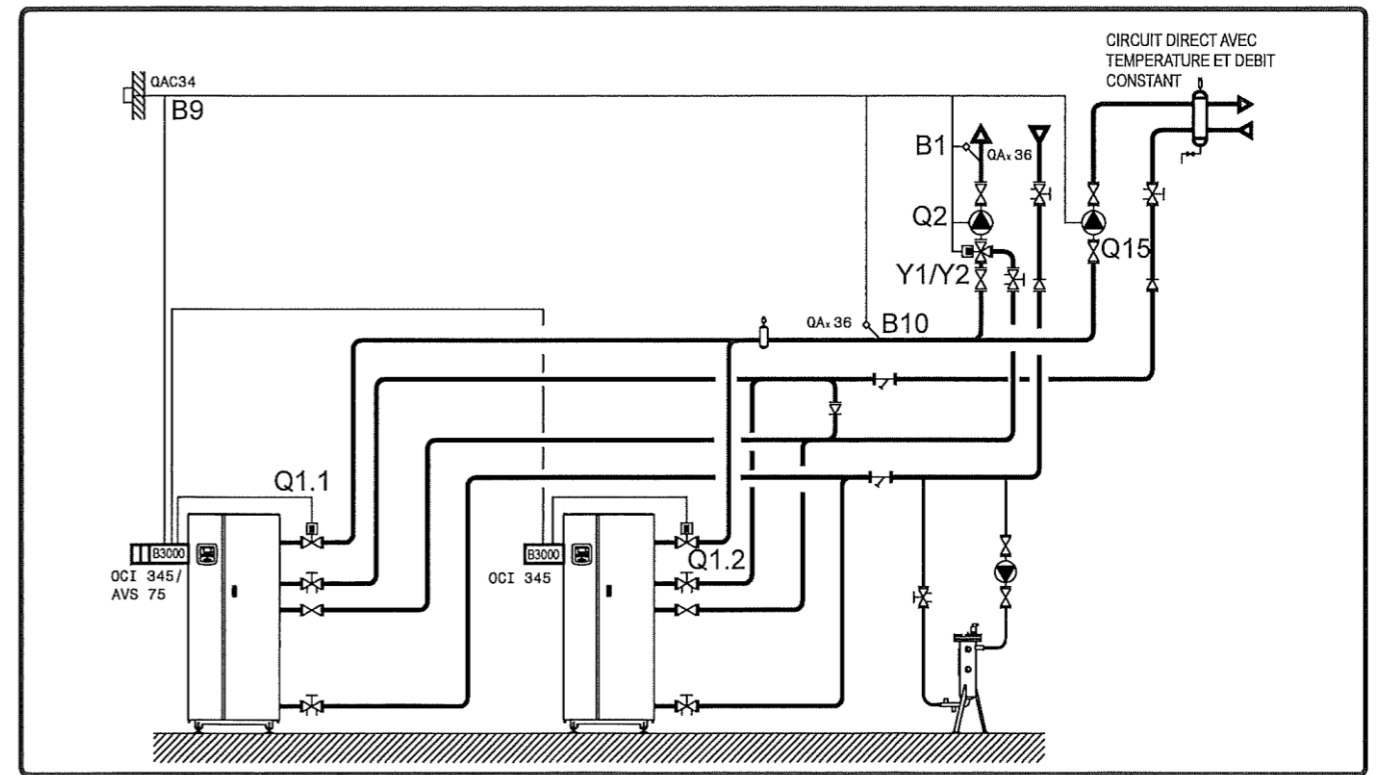 CIRCUIT DIRECT AVEC
TEMPERATURE ET DEBIT
CONSTANT
QAC34
B9
B1
QAx 36
Q2
Q15
Y1/Y2
QAx 36
B10
Q1.1
B3000
OCI 345/
AVS 75
B3000
Q1.2
OCI 345